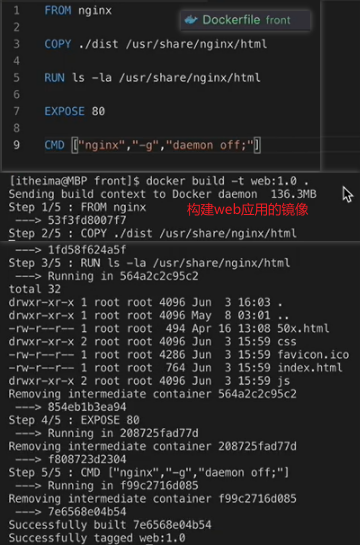 Dockerfile front
1 FROM nginx
2
3 COPY ./dist /usr/share/nginx/html
4
5 RUN ls -la /usr/share/nginx/html
6
7 EXPOSE 80
8
9 CMD ["nginx","-g","daemon off;"]
[itheima@MBP front]$ docker build -t web:1.0 .
Sending build context to Docker daemon  136.3MB
Step 1/5 : FROM nginx
构建web应用的镜像
---> 53f3fd8007f7
Step 2/5 : COPY ./dist /usr/share/nginx/html
---> 1fd58f624a5f
Step 3/5 : RUN ls -la /usr/share/nginx/html
---> Running in 564a2c2c95c2
total 32
drwxr-xr-x 1 root root 4096 Jun  3 16:03 .
drwxr-xr-x 1 root root 4096 May  8 03:01 ..
-rw-r--r-- 1 root root  494 Apr 16 13:08 50x.html
drwxr-xr-x 2 root root 4096 Jun  3 15:59 css
-rw-r--r-- 1 root root 4286 Jun  3 15:59 favicon.ico
-rw-r--r-- 1 root root  764 Jun  3 15:59 index.html
drwxr-xr-x 2 root root 4096 Jun  3 15:59 js
Removing intermediate container 564a2c2c95c2
---> 854eb1b3ea94
Step 4/5 : EXPOSE 80
---> Running in 208725fad77d
Removing intermediate container 208725fad77d
---> f808723d2304
Step 5/5 : CMD ["nginx","-g","daemon off;"]
---> Running in f99c2716d085
Removing intermediate container f99c2716d085
---> 7e6568e04b54
Successfully built 7e6568e04b54
Successfully tagged web:1.0